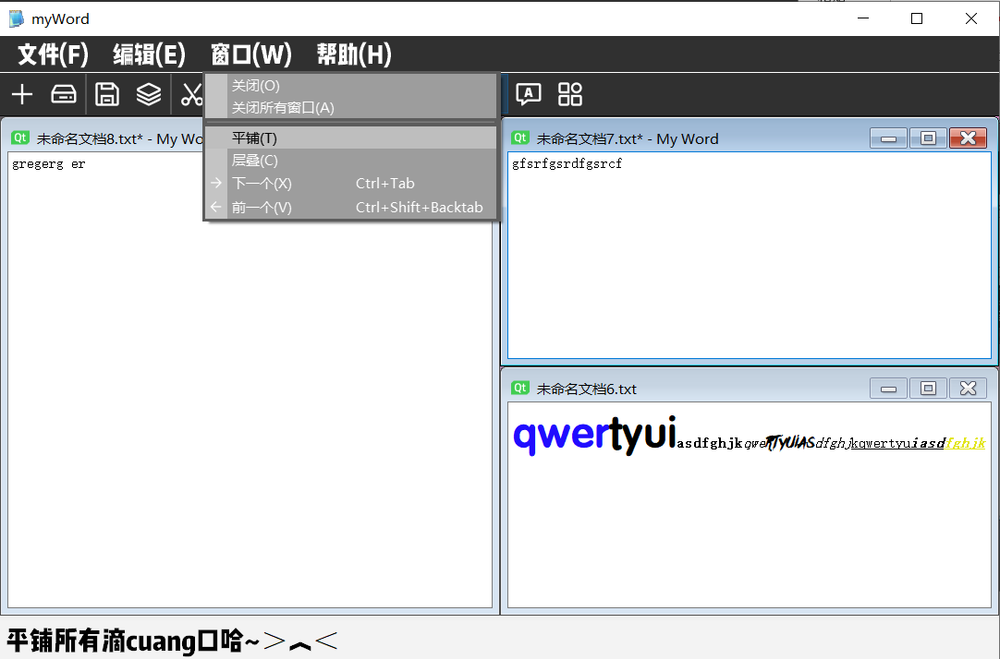 myWord
文件(F) 编辑(E) 窗口(W) 帮助(H)
关闭(O)
关闭所有窗口(A)
平铺(T)
层叠(C)
下一个(X) Ctrl+Tab
前一个(V) Ctrl+Shift+Backtab
A
Qt 未命名文档8.txt* - My Wo
gregerg er
Qt 未命名文档7.txt* - My Word
gfsrfgsrdfgsrcf
Qt 未命名文档6.txt
qwertyuiasdfghjkqweRTYUiASdfghjkqwertyuiasdfghjk
平铺所有滴cuang口哈~＞︽＜